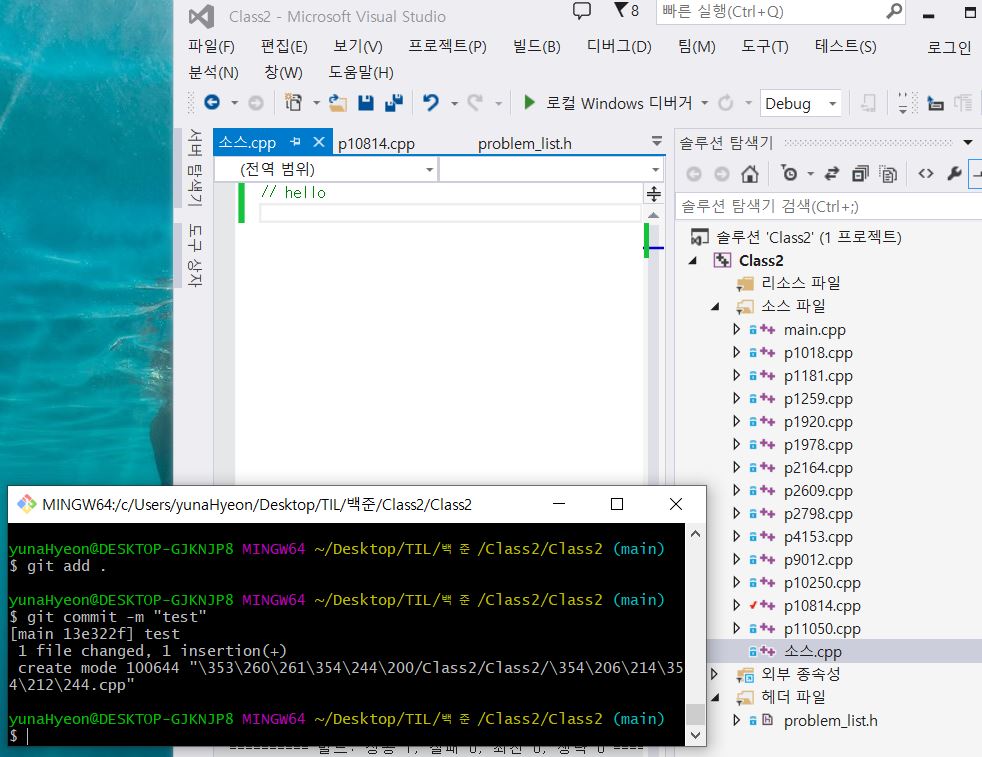 Class2 - Microsoft Visual Studio
8
빠른 실행(Ctrl+Q)
파일(F) 편집(E) 보기(V) 프로젝트(P) 빌드(B) 디버그(D) 팀(M) 도구(T) 테스트(S) 로그인
분석(N) 창(W) 도움말(H)
로컬 Windows 디버거 Debug
서버 탐색기
도구 상자
소스.cpp p10814.cpp problem_list.h
(전역 범위)
// hello
솔루션 탐색기
솔루션 탐색기 검색(Ctrl+;)
솔루션 'Class2' (1 프로젝트)
Class2
리소스 파일
소스 파일
main.cpp
p1018.cpp
p1181.cpp
p1259.cpp
p1920.cpp
p1978.cpp
p2164.cpp
p2609.cpp
p2798.cpp
p4153.cpp
p9012.cpp
p10250.cpp
p10814.cpp
p11050.cpp
소스.cpp
외부 종속성
헤더 파일
problem_list.h
MINGW64:/c/Users/yunaHyeon/Desktop/TIL/백준/Class2/Class2
yunaHyeon@DESKTOP-GJKNJP8 MINGW64 ~/Desktop/TIL/백 준 /Class2/Class2 (main)
$ git add .
yunaHyeon@DESKTOP-GJKNJP8 MINGW64 ~/Desktop/TIL/백 준 /Class2/Class2 (main)
$ git commit -m "test"
[main 13e322f] test
1 file changed, 1 insertion(+)
create mode 100644 "\353\260\261\354\244\200/Class2/Class2/\354\206\214\35
4\212\244.cpp"
yunaHyeon@DESKTOP-GJKNJP8 MINGW64 ~/Desktop/TIL/백 준 /Class2/Class2 (main)
$
========== 빌드: 성공 1, 실패 0, 최신 0, 생략 0 ====